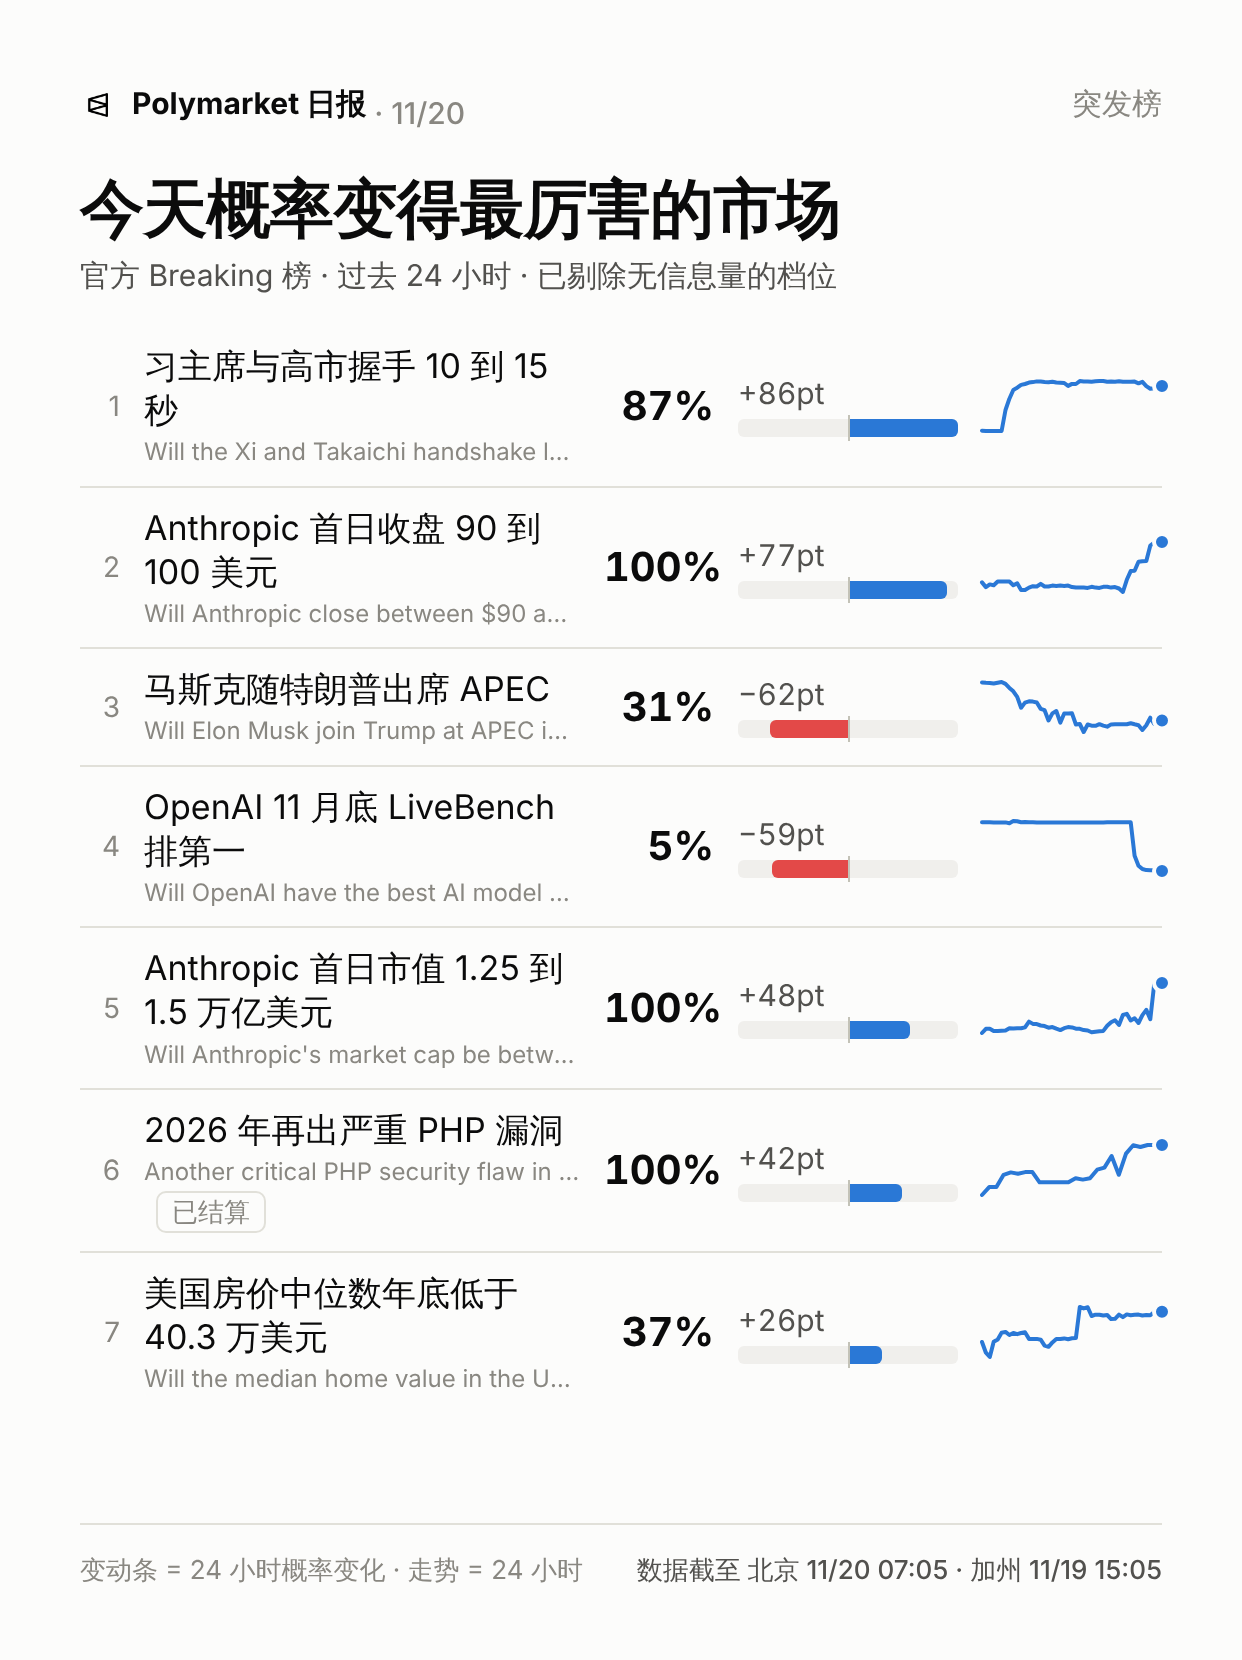 Polymarket 日报 · 11/20
突发榜
今天概率变得最厉害的市场
官方 Breaking 榜 · 过去 24 小时 · 已剔除无信息量的档位
1
习主席与高市握手 10 到 15
秒
Will the Xi and Takaichi handshake l...
87%
+86pt
2
Anthropic 首日收盘 90 到
100 美元
Will Anthropic close between $90 a...
100%
+77pt
3
马斯克随特朗普出席 APEC
Will Elon Musk join Trump at APEC i...
31%
−62pt
4
OpenAI 11 月底 LiveBench
排第一
Will OpenAI have the best AI model ...
5%
−59pt
5
Anthropic 首日市值 1.25 到
1.5 万亿美元
Will Anthropic's market cap be betw...
100%
+48pt
6
2026 年再出严重 PHP 漏洞
Another critical PHP security flaw in ...
已结算
100%
+42pt
7
美国房价中位数年底低于
40.3 万美元
Will the median home value in the U...
37%
+26pt
变动条 = 24 小时概率变化 · 走势 = 24 小时
数据截至 北京 11/20 07:05 · 加州 11/19 15:05